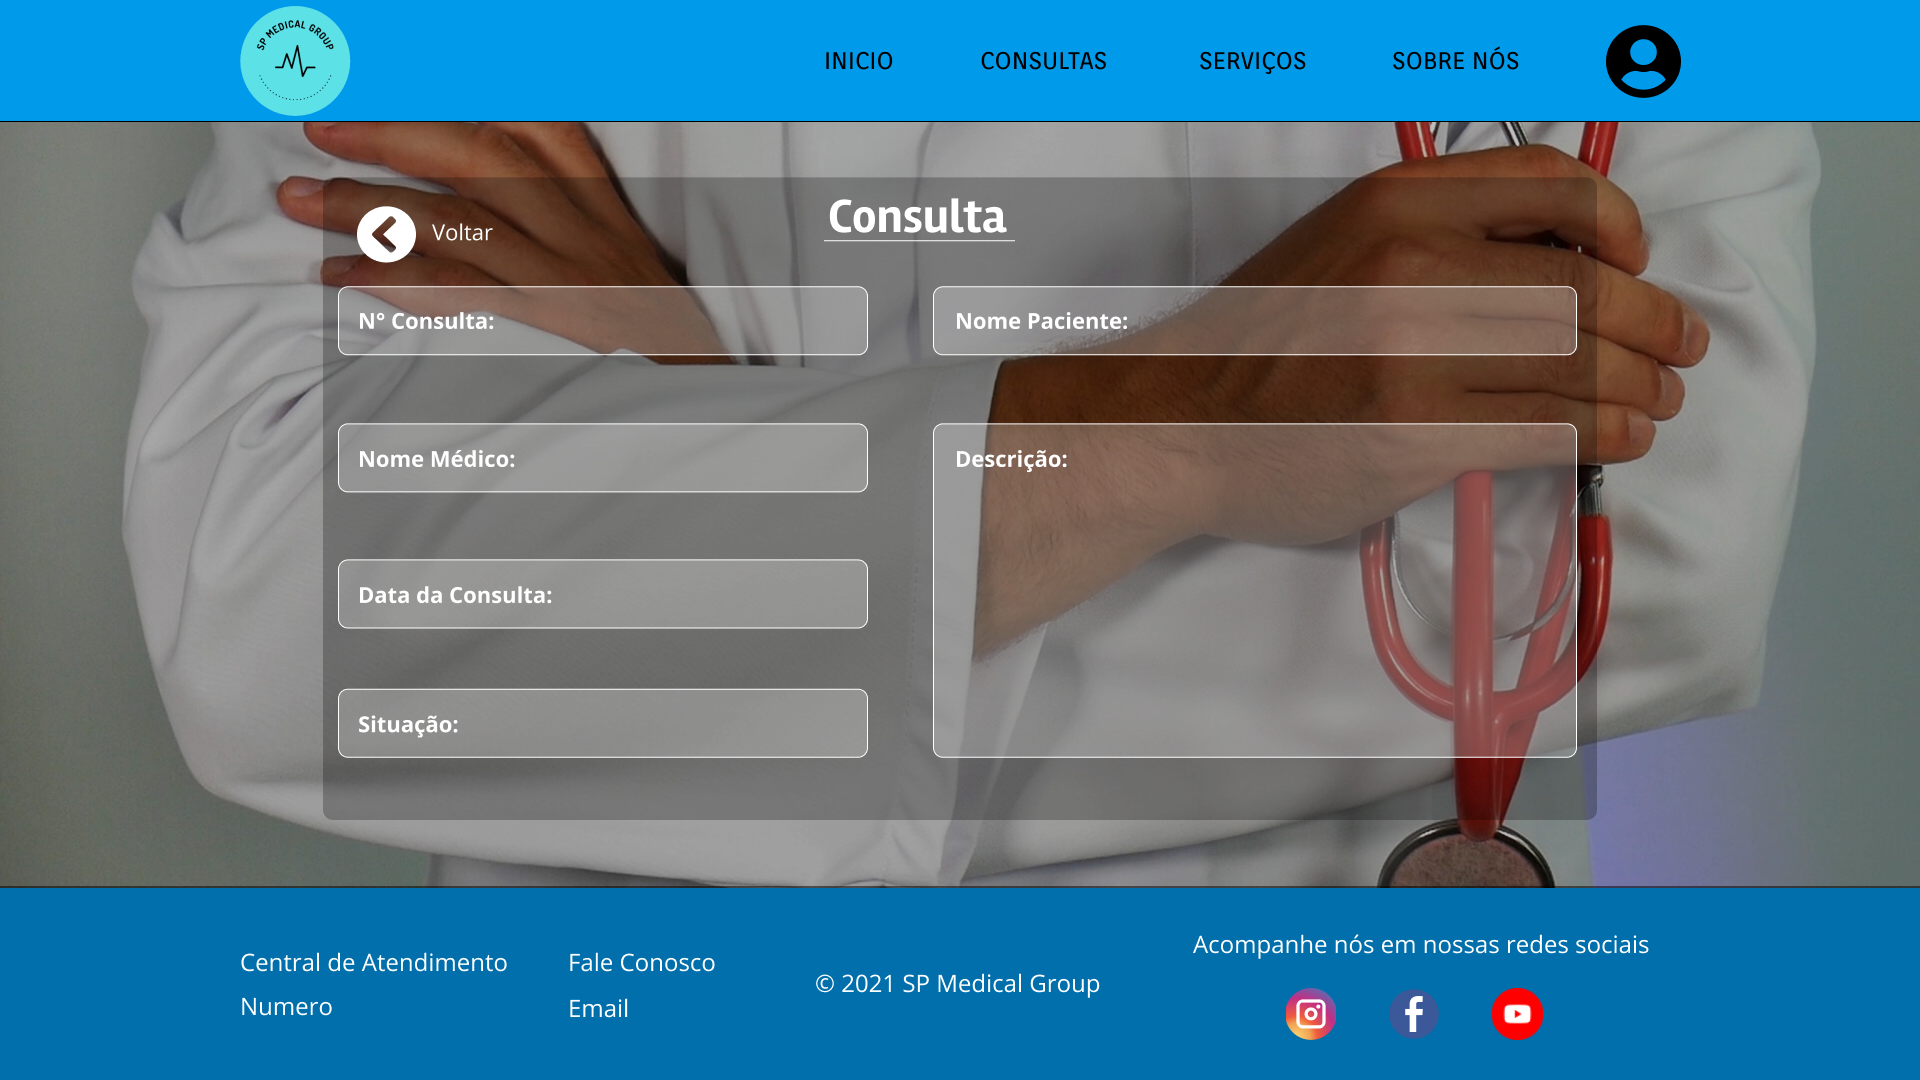 SP MEDICAL GROUP
INICIO
CONSULTAS
SERVIÇOS
SOBRE NÓS
Voltar
Consulta
N° Consulta:
Nome Paciente:
Nome Médico:
Descrição:
Data da Consulta:
Situação:
Central de Atendimento
Numero
Fale Conosco
Email
© 2021 SP Medical Group
Acompanhe nós em nossas redes sociais